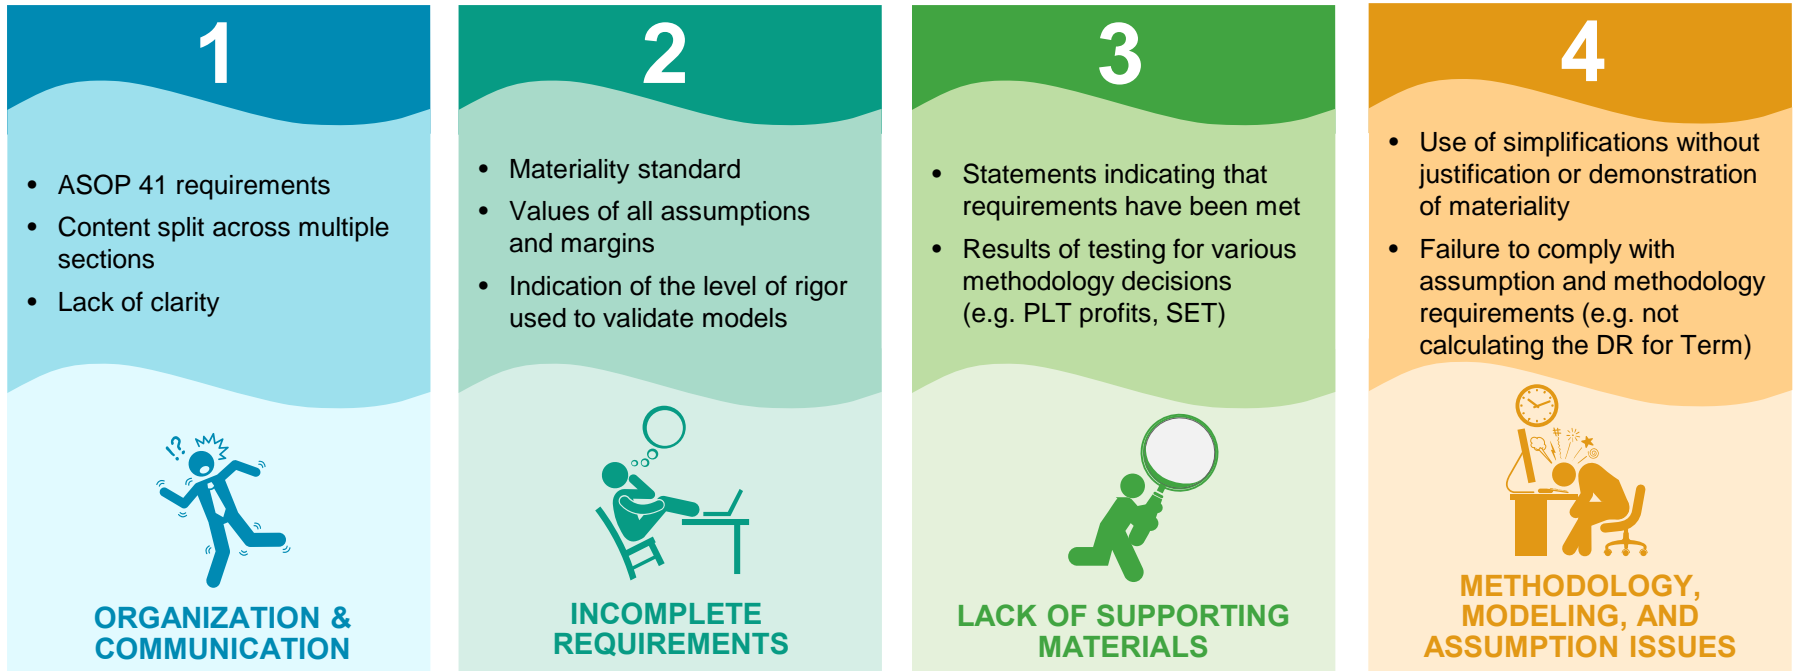 1
• ASOP 41 requirements
• Content split across multiple
sections
• Lack of clarity
!?
ORGANIZATION &
COMMUNICATION
2
• Materiality standard
• Values of all assumptions
and margins
• Indication of the level of rigor
used to validate models
INCOMPLETE
REQUIREMENTS
3
• Statements indicating that
requirements have been met
• Results of testing for various
methodology decisions
(e.g. PLT profits, SET)
LACK OF SUPPORTING
MATERIALS
4
• Use of simplifications without
justification or demonstration
of materiality
• Failure to comply with
assumption and methodology
requirements (e.g. not
calculating the DR for Term)
#
METHODOLOGY,
MODELING, AND
ASSUMPTION ISSUES